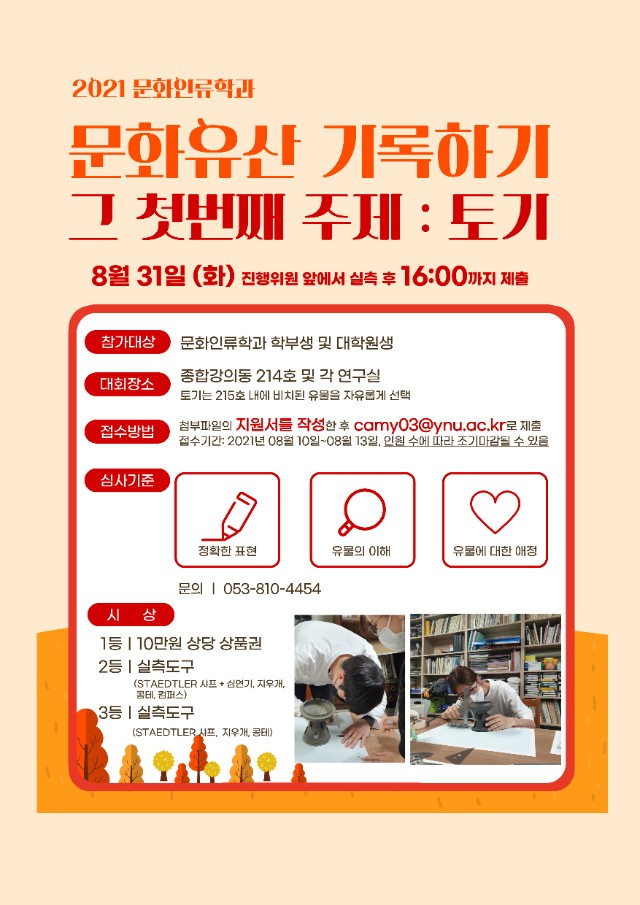 2021 문화인류학과
문화유산 기록하기
그 첫번째 주제 : 토기
8월 31일 (화) 진행위원 앞에서 실측 후 16:00까지 제출
참가대상 문화인류학과 학부생 및 대학원생
대회장소 종합강의동 214호 및 각 연구실
토기는 215호 내에 비치된 유물을 자유롭게 선택
접수방법 첨부파일의 지원서를 작성한 후 camy03@ynu.ac.kr로 제출
접수기간: 2021년 08월 10일~08월 13일, 인원 수에 따라 조기마감될 수 있음
심사기준
정확한 표현 유물의 이해 유물에 대한 애정
문의 | 053-810-4454
시 상
1등 | 10만원 상당 상품권
2등 | 실측도구
(STAEDTLER 샤프 + 심연기, 지우개,
콩테, 컴퍼스)
3등 | 실측도구
(STAEDTLER 샤프, 지우개, 콩테)